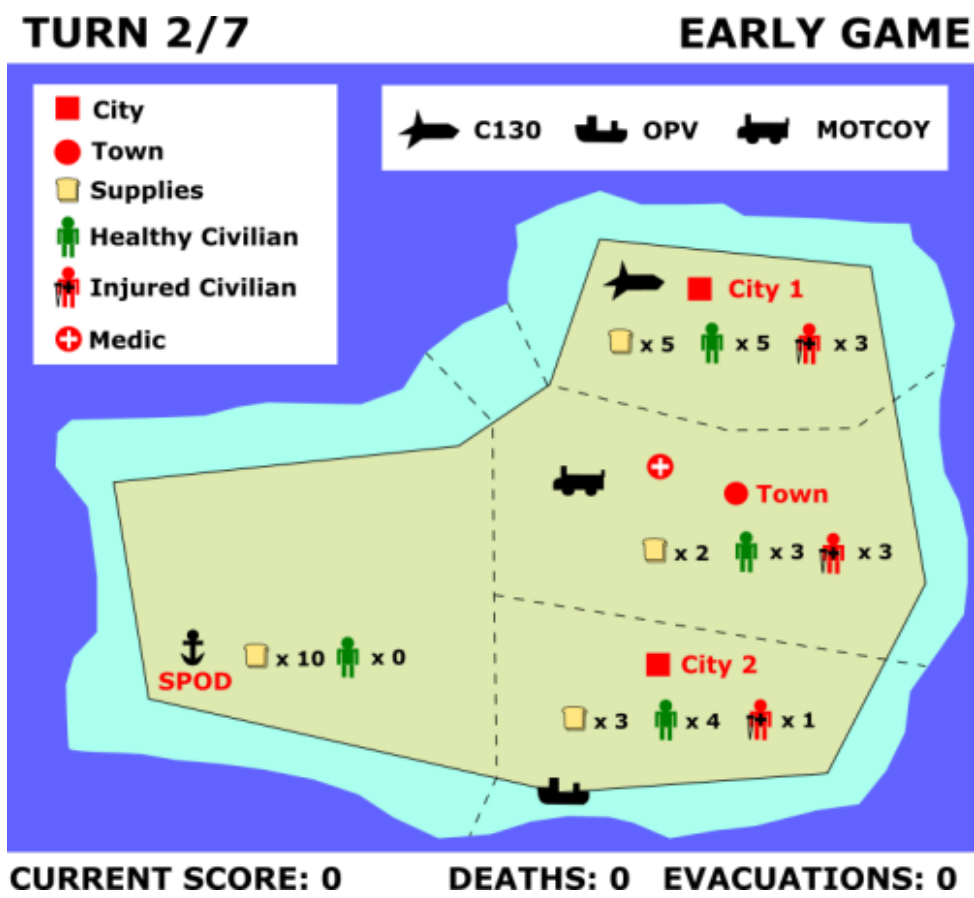 TURN 2/7 EARLY GAME
City
Town
Supplies
Healthy Civilian
Injured Civilian
Medic
C130 OPV MOTCOY
City 1
x 5 x 5 x 3
Town
x 2 x 3 x 3
SPOD
x 10 x 0
City 2
x 3 x 4 x 1
CURRENT SCORE: 0 DEATHS: 0 EVACUATIONS: 0